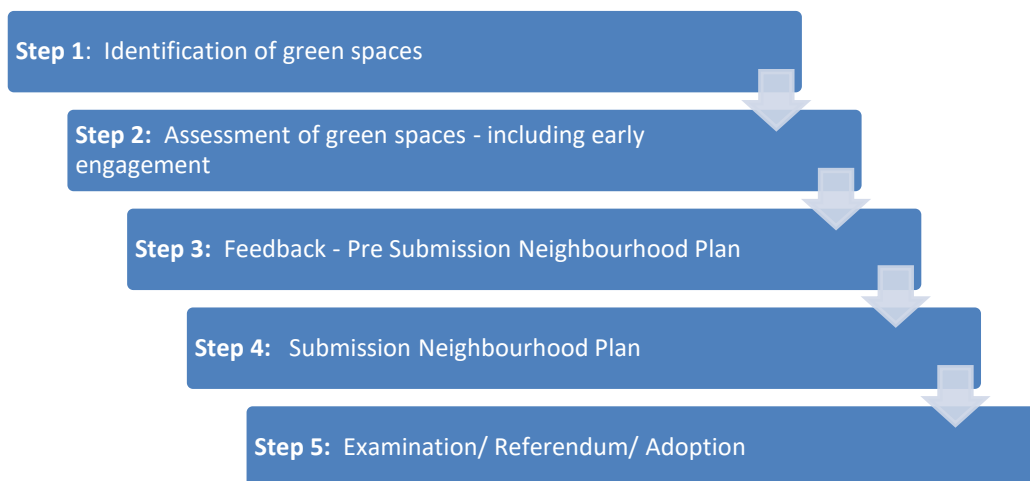 Step 1: Identification of green spaces
Step 2: Assessment of green spaces - including early
engagement
Step 3: Feedback - Pre Submission Neighbourhood Plan
Step 4: Submission Neighbourhood Plan
Step 5: Examination/ Referendum/ Adoption